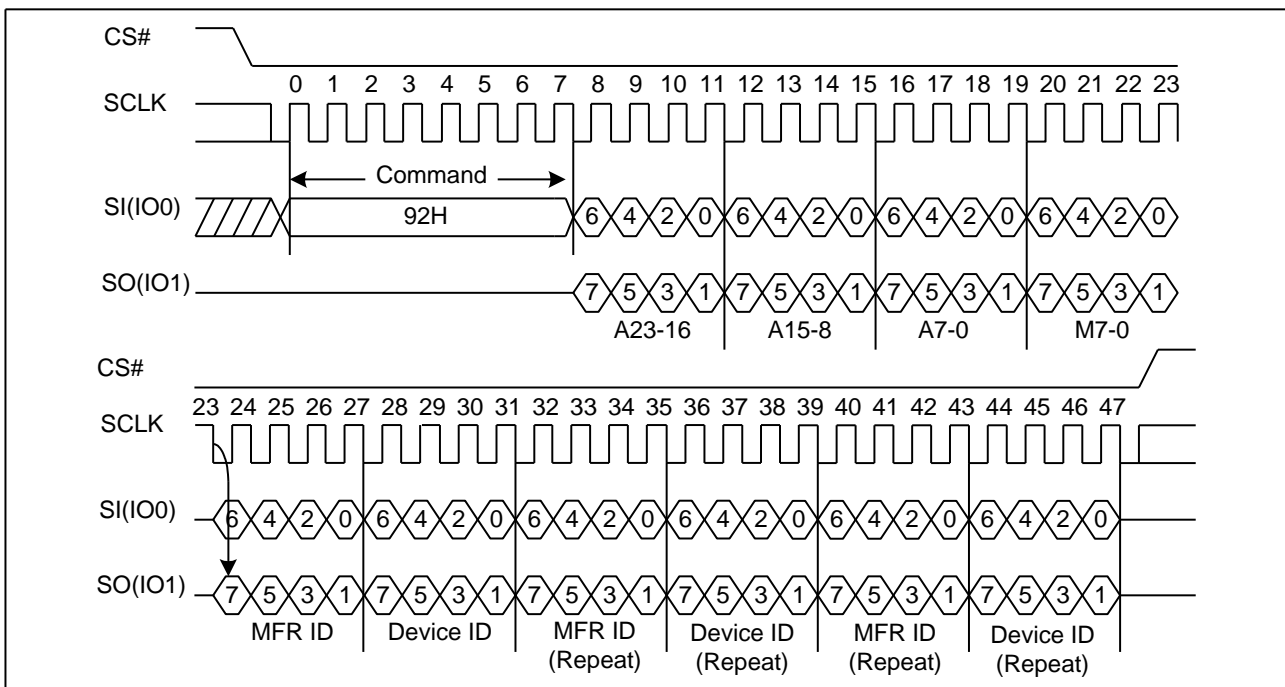 CS#
0 1 2 3 4 5 6 7 8 9 10 11 12 13 14 15 16 17 18 19 20 21 22 23
SCLK
Command
SI(IO0) 92H 6 4 2 0 6 4 2 0 6 4 2 0 6 4 2 0
SO(IO1) 7 5 3 1 7 5 3 1 7 5 3 1 7 5 3 1
A23-16 A15-8 A7-0 M7-0
CS#
23 24 25 26 27 28 29 30 31 32 33 34 35 36 37 38 39 40 41 42 43 44 45 46 47
SCLK
SI(IO0) 6 4 2 0 6 4 2 0 6 4 2 0 6 4 2 0 6 4 2 0 6 4 2 0
SO(IO1) 7 5 3 1 7 5 3 1 7 5 3 1 7 5 3 1 7 5 3 1 7 5 3 1
MFR ID Device ID MFR ID Device ID MFR ID Device ID
(Repeat) (Repeat) (Repeat) (Repeat)